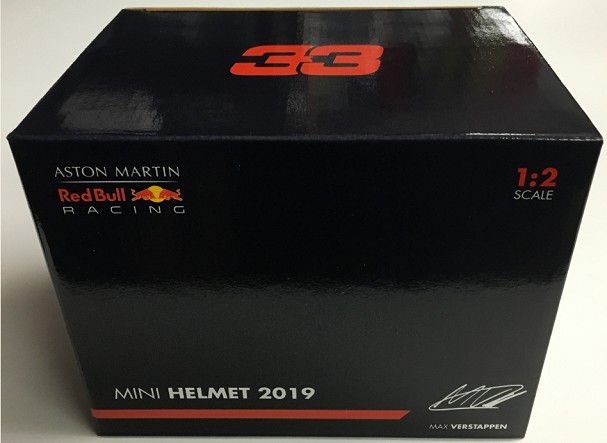 33
ASTON MARTIN
Red Bull
RACING
1:2
SCALE
MINI HELMET 2019
MAX VERSTAPPEN